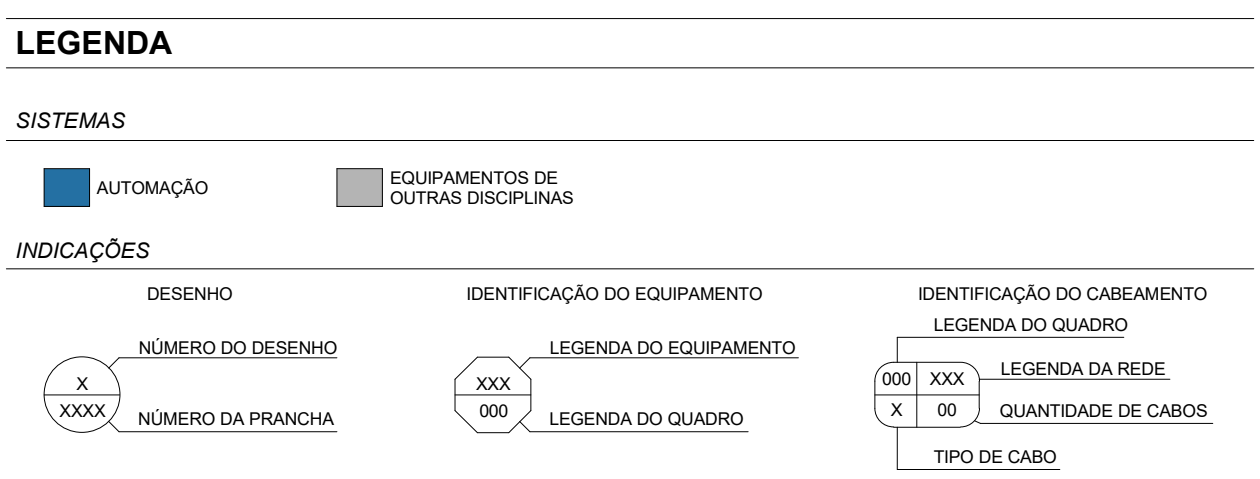 LEGENDA
SISTEMAS
AUTOMAÇÃO
EQUIPAMENTOS DE
OUTRAS DISCIPLINAS
INDICAÇÕES
DESENHO
NÚMERO DO DESENHO
X
XXXX
NÚMERO DA PRANCHA
IDENTIFICAÇÃO DO EQUIPAMENTO
LEGENDA DO EQUIPAMENTO
XXX
000
LEGENDA DO QUADRO
IDENTIFICAÇÃO DO CABEAMENTO
LEGENDA DO QUADRO
LEGENDA DA REDE
000 XXX
X 00
QUANTIDADE DE CABOS
TIPO DE CABO